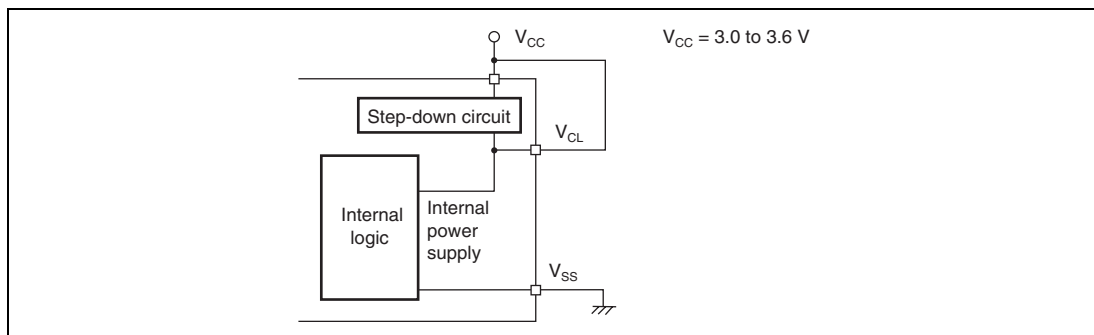 V_CC
V_CC = 3.0 to 3.6 V
Step-down circuit
V_CL
Internal
logic
Internal
power
supply
V_SS